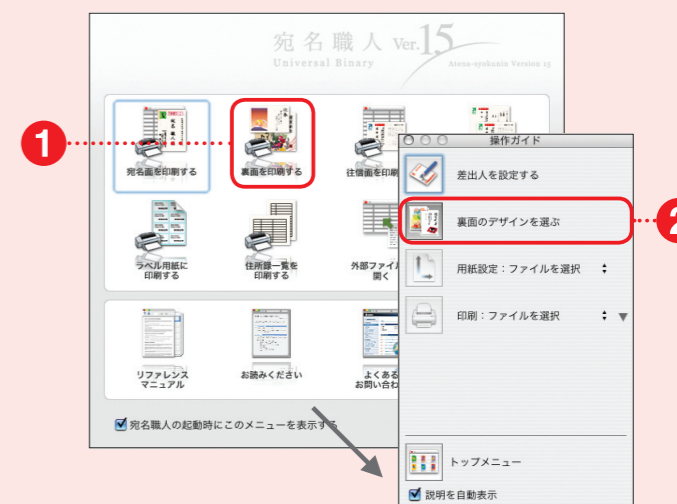 宛名職人 Ver.15
Universal Binary
Atena-syokunin Version 15
1
宛名面を印刷する
裏面を印刷する
往信面を印刷
ラベル用紙に
印刷する
住所録一覧を
印刷する
外部ファイ
開く
リファレンス
マニュアル
お読みください
よくある
お問い合わ
宛名職人の起動時にこのメニューを表示する
操作ガイド
差出人を設定する
裏面のデザインを選ぶ
2
用紙設定：ファイルを選択
印刷：ファイルを選択
トップメニュー
説明を自動表示